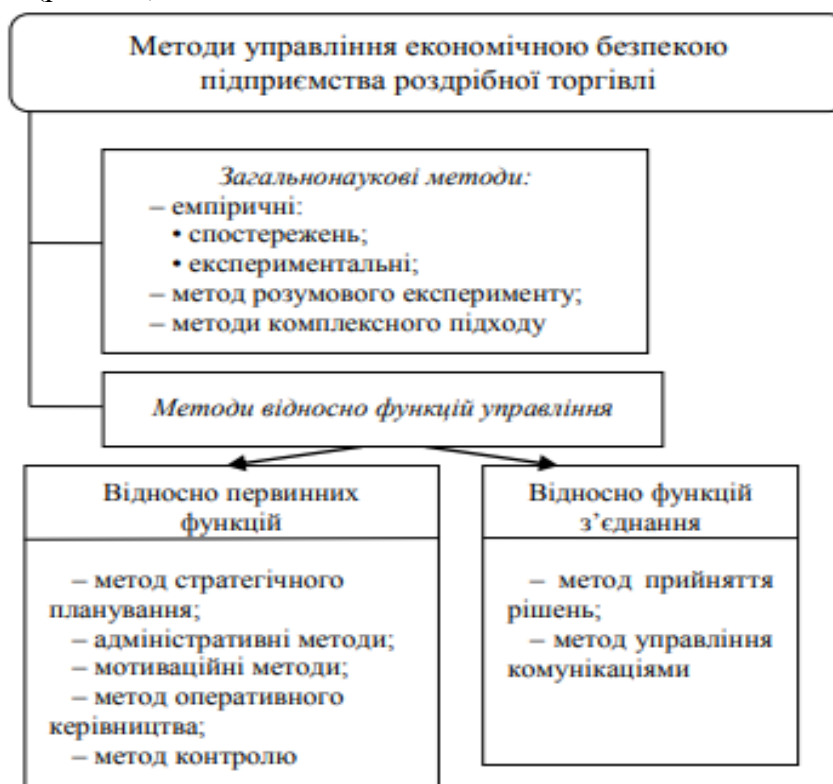 Методи управління економічною безпекою
підприємства роздрібної торгівлі
Загальнонаукові методи:
– емпіричні:
• спостережень;
• експериментальні;
– метод розумового експерименту;
– методи комплексного підходу
Методи відносно функцій управління
Відносно первинних
функцій
– метод стратегічного
планування;
– адміністративні методи;
– мотиваційні методи;
– метод оперативного
керівництва;
– метод контролю
Відносно функцій
з’єднання
– метод прийняття
рішень;
– метод управління
комунікаціями